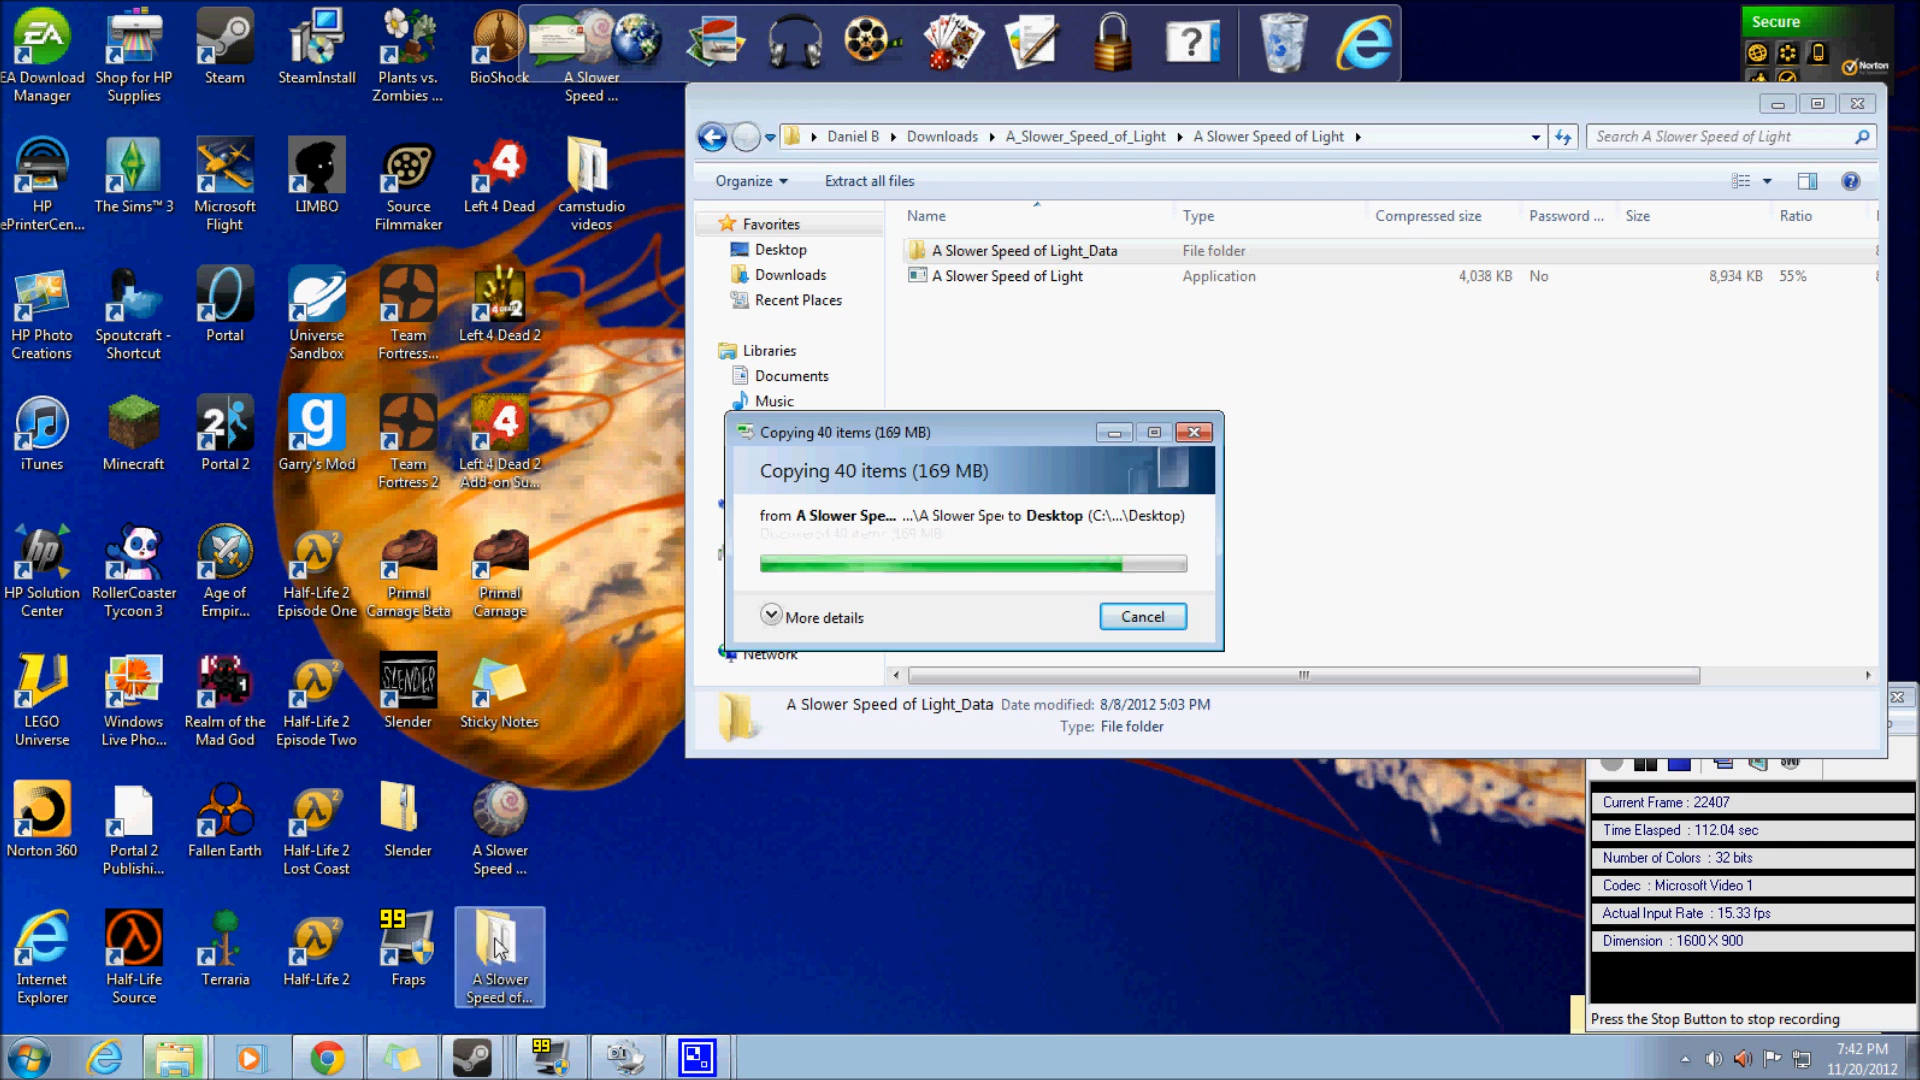 EA Download
Manager
Shop for HP
Supplies
Steam
SteamInstall
Plants vs.
Zombies ...
BioShock
A Slower
Speed ...
Secure
Norton
HP
ePrinterCen...
The Sims™ 3
Microsoft
Flight
LIMBO
Source
Filmmaker
Left 4 Dead
camstudio
videos
HP Photo
Creations
Spoutcraft -
Shortcut
Portal
Universe
Sandbox
Team
Fortress...
Left 4 Dead 2
iTunes
Minecraft
Portal 2
Garry's Mod
Team
Fortress 2
Left 4 Dead 2
Add-on Su...
HP Solution
Center
RollerCoaster
Tycoon 3
Age of
Empir...
Half-Life 2
Episode One
Primal
Carnage Beta
Primal
Carnage
LEGO
Universe
Windows
Live Pho...
Realm of the
Mad God
Half-Life 2
Episode Two
SLENDER
Slender
Sticky Notes
Norton 360
Portal 2
Publishi...
Fallen Earth
Half-Life 2
Lost Coast
Slender
A Slower
Speed ...
Internet
Explorer
Half-Life
Source
Terraria
Half-Life 2
99
Fraps
A Slower
Speed of...
Daniel B
Downloads
A_Slower_Speed_of_Light
A Slower Speed of Light
Search A Slower Speed of Light
Organize
Extract all files
Name
Type
Compressed size
Password ...
Size
Ratio
Favorites
Desktop
Downloads
Recent Places
Libraries
Documents
Music
Network
A Slower Speed of Light_Data
File folder
A Slower Speed of Light
Application
4,038 KB
No
8,934 KB
55%
Copying 40 items (169 MB)
Copying 40 items (169 MB)
from A Slower Spe... ...\A Slower Spe to Desktop (C:\...\Desktop)
Discovered 40 items (169 MB)
More details
Cancel
A Slower Speed of Light_Data Date modified: 8/8/2012 5:03 PM
Type: File folder
Current Frame : 22407
Time Elasped : 112.04 sec
Number of Colors : 32 bits
Codec : Microsoft Video 1
Actual Input Rate : 15.33 fps
Dimension : 1600 X 900
Press the Stop Button to stop recording
99
7:42 PM
11/20/2012